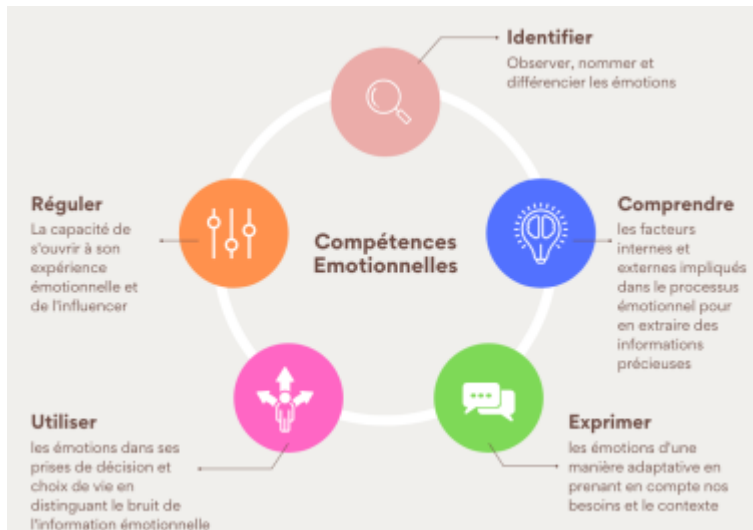 Identifier
Observer, nommer et
différencier les émotions
Comprendre
les facteurs
internes et
externes impliqués
dans le processus
émotionnel pour
en extraire des
informations
précieuses
Exprimer
les émotions d'une
manière adaptative en
prenant en compte nos
besoins et le contexte
Utiliser
les émotions dans ses
prises de décision et
choix de vie en
distinguant le bruit de
l'information émotionnelle
Réguler
La capacité de
s'ouvrir à son
expérience
émotionnelle et
de l'influencer
Compétences
Emotionnelles